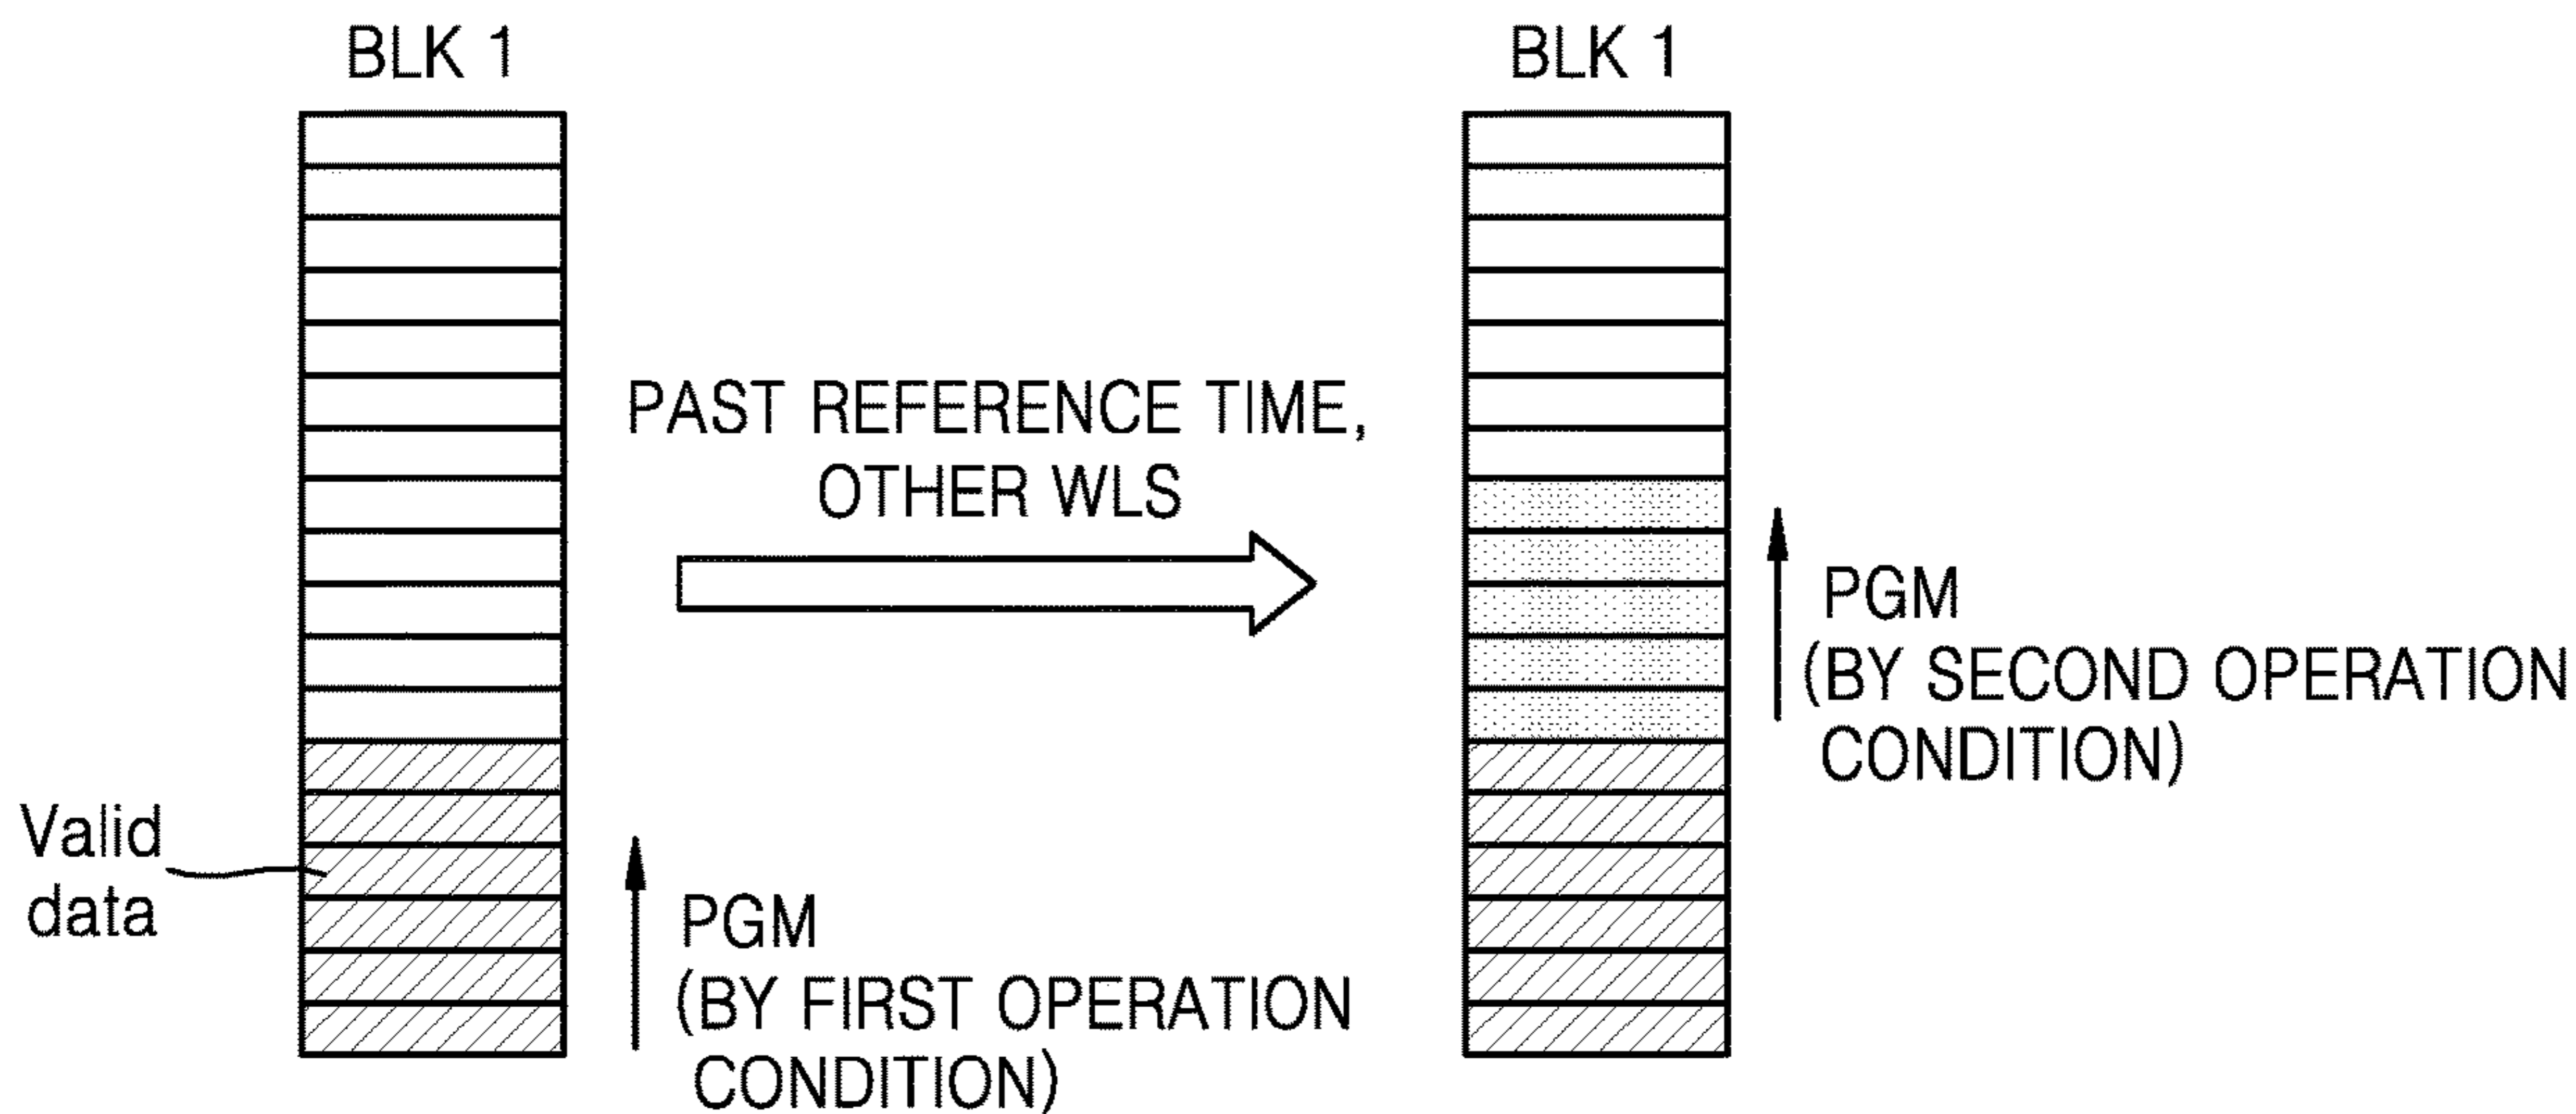 BLK 1
BLK 1
PAST REFERENCE TIME,
OTHER WLS
PGM
(BY SECOND OPERATION
CONDITION)
Valid
data
PGM
(BY FIRST OPERATION
CONDITION)